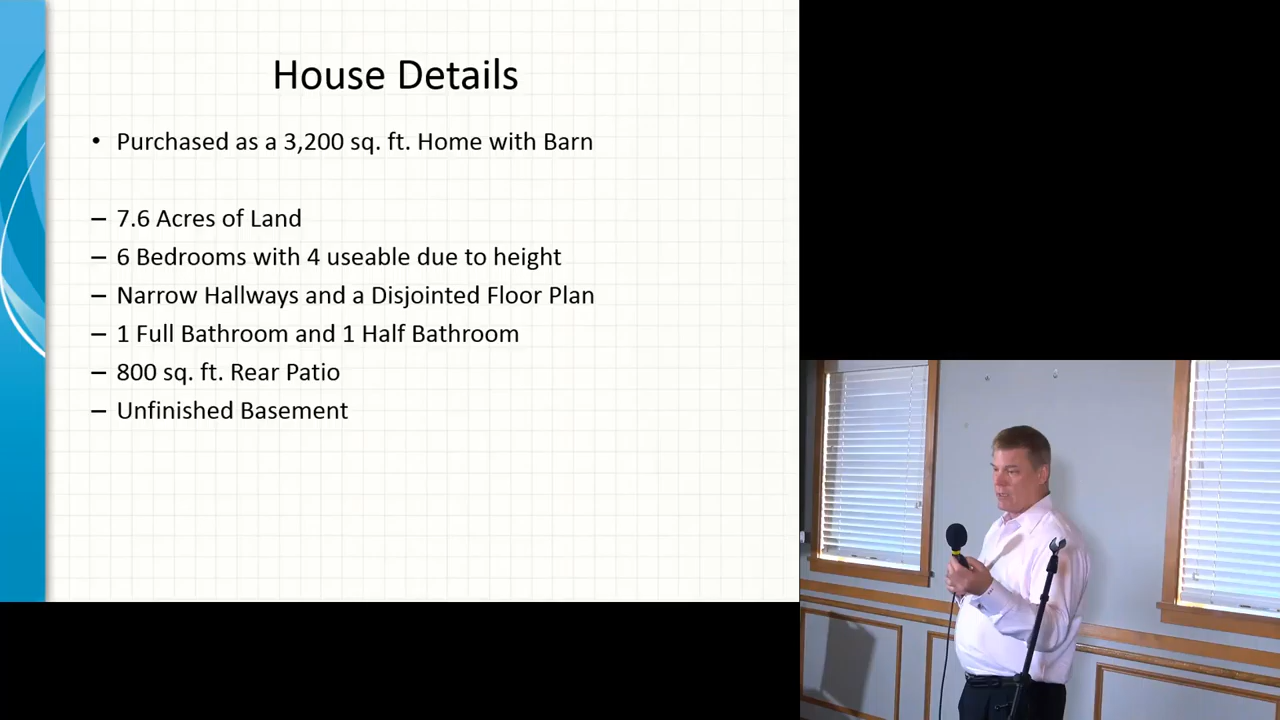 House Details
• Purchased as a 3,200 sq. ft. Home with Barn
– 7.6 Acres of Land
– 6 Bedrooms with 4 useable due to height
– Narrow Hallways and a Disjointed Floor Plan
– 1 Full Bathroom and 1 Half Bathroom
– 800 sq. ft. Rear Patio
– Unfinished Basement